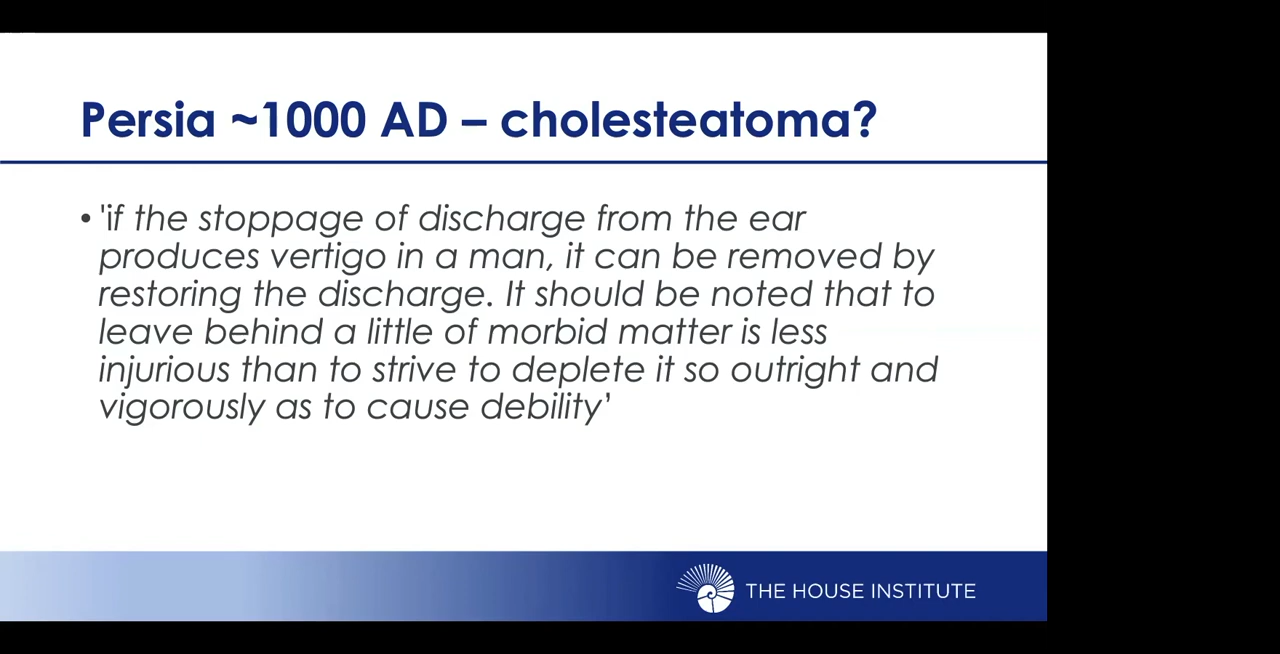 Persia ~1000 AD – cholesteatoma?
• 'if the stoppage of discharge from the ear
produces vertigo in a man, it can be removed by
restoring the discharge. It should be noted that to
leave behind a little of morbid matter is less
injurious than to strive to deplete it so outright and
vigorously as to cause debility’
THE HOUSE INSTITUTE